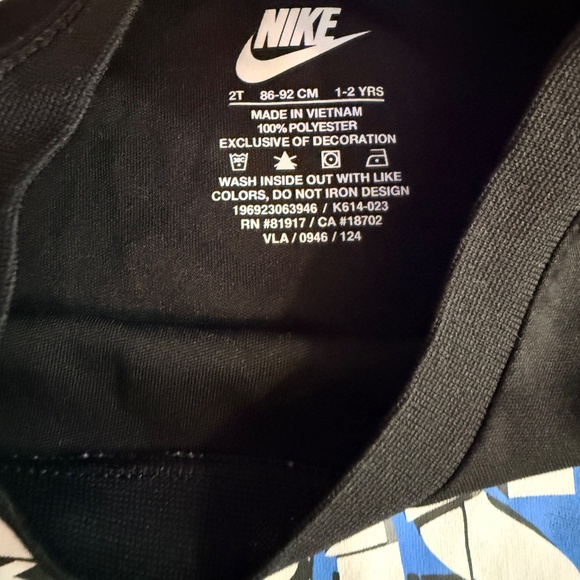 NIKE
2T 86-92 CM 1-2 YRS
MADE IN VIETNAM
100% POLYESTER
EXCLUSIVE OF DECORATION
30C
WASH INSIDE OUT WITH LIKE
COLORS, DO NOT IRON DESIGN
196923063946 / K614-023
RN #81917 / CA #18702
VLA / 0946 / 124